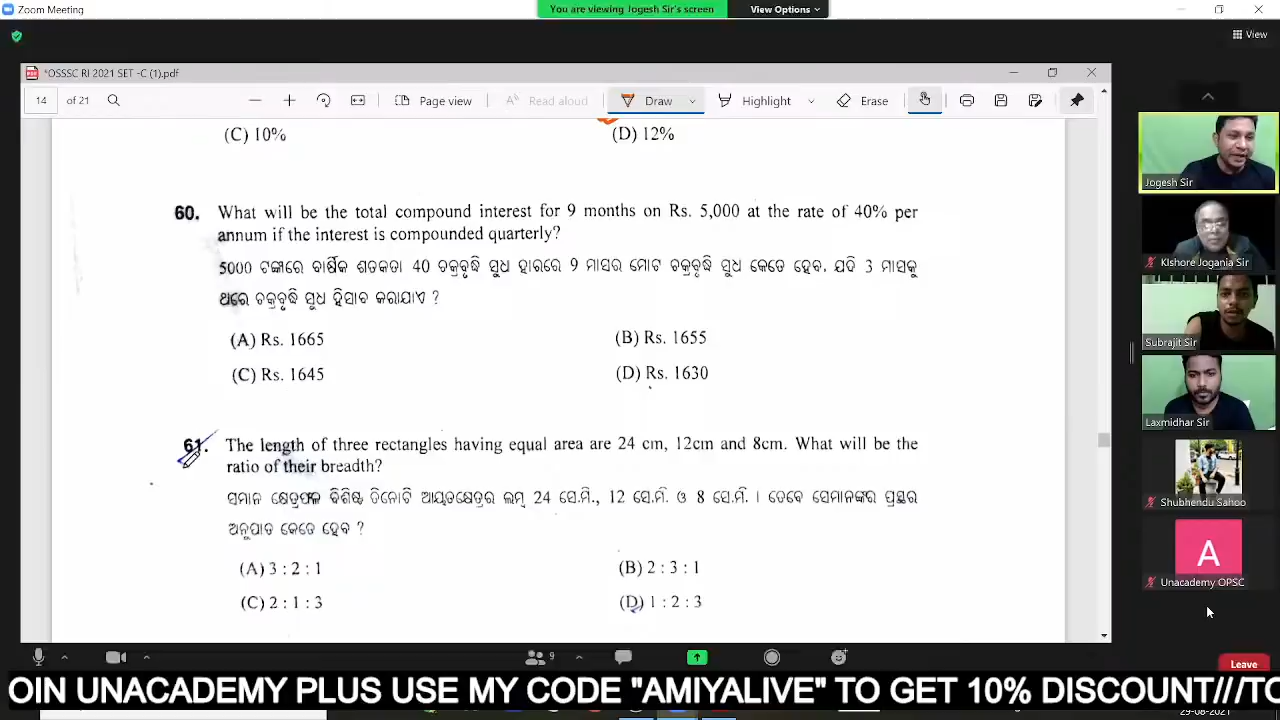 Zoom Meeting
You are viewing Jogesh Sir's screen
View Options
View
*OSSSC RI 2021 SET -C (1).pdf
14 of 21
Page view
Read aloud
Draw
Highlight
Erase
(C) 10%
(D) 12%
60. What will be the total compound interest for 9 months on Rs. 5,000 at the rate of 40% per
annum if the interest is compounded quarterly?
5000 ଟଙ୍କାରେ ବାର୍ଷିକ ଶତକଡା 40 ଚକ୍ରବୃଦ୍ଧି ସୁଧ ହାରରେ 9 ମାସର ମୋଟ ଚକ୍ରବୃଦ୍ଧି ସୁଧ କେତେ ହେବ, ଯଦି 3 ମାସକୁ
ଥରେ ଚକ୍ରବୃଦ୍ଧି ସୁଧ ହିସାବ କରାଯାଏ ?
(A) Rs. 1665
(B) Rs. 1655
(C) Rs. 1645
(D) Rs. 1630
61. The length of three rectangles having equal area are 24 cm, 12cm and 8cm. What will be the
ratio of their breadth?
ସମାନ କ୍ଷେତ୍ରଫଳ ବିଶିଷ୍ଟ ତିନୋଟି ଆୟତକ୍ଷେତ୍ରର ଲମ୍ବ 24 ସେ.ମି., 12 ସେ.ମି. ଓ 8 ସେ.ମି. । ତେବେ ସେମାନଙ୍କର ପ୍ରସ୍ଥର
ଅନୁପାତ କେତେ ହେବ ?
(A) 3 : 2 : 1
(B) 2 : 3 : 1
(C) 2 : 1 : 3
(D) 1 : 2 : 3
Jogesh Sir
KIshore Jogania Sir
Subrajit Sir
Laxmidhar Sir
Shubhendu Sahoo
A
Unacademy OPSC
9
Leave
OIN UNACADEMY PLUS USE MY CODE "AMIYALIVE" TO GET 10% DISCOUNT///TO
29-08-2021